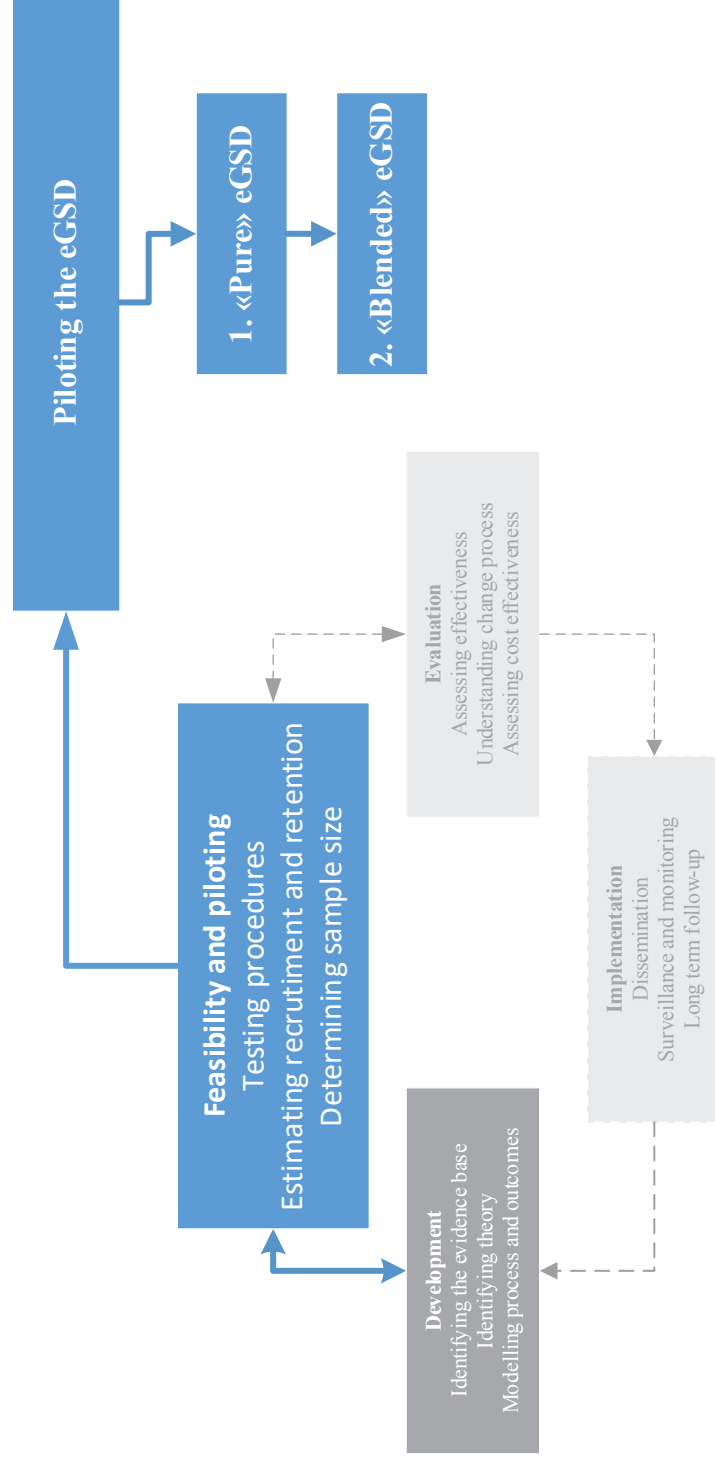 Piloting the eGSD
1. «Pure» eGSD
2. «Blended» eGSD
Feasibility and piloting
Testing procedures
Estimating recrutiment and retention
Determining sample size
Evaluation
Assessing effectiveness
Understanding change process
Assessing cost effectiveness
Implementation
Dissemination
Surveillance and monitoring
Long term follow-up
Development
Identifying the evidence base
Identifying theory
Modelling process and outcomes